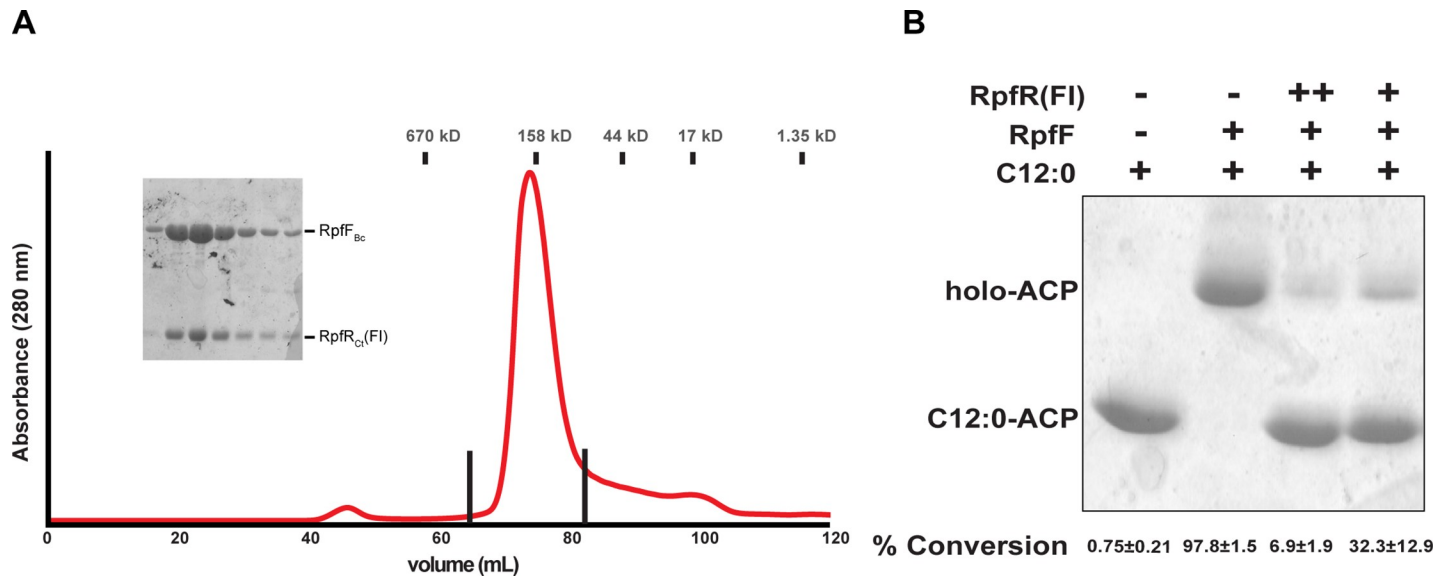 A
670 kD 158 kD 44 kD 17 kD 1.35 kD
RpfF_Bc
RpfR_Ct(FI)
Absorbance (280 nm)
0 20 40 60 80 100 120
volume (mL)
B
RpfR(FI) - - ++ +
RpfF - + + +
C12:0 + + + +
holo-ACP
C12:0-ACP
% Conversion 0.75±0.21 97.8±1.5 6.9±1.9 32.3±12.9